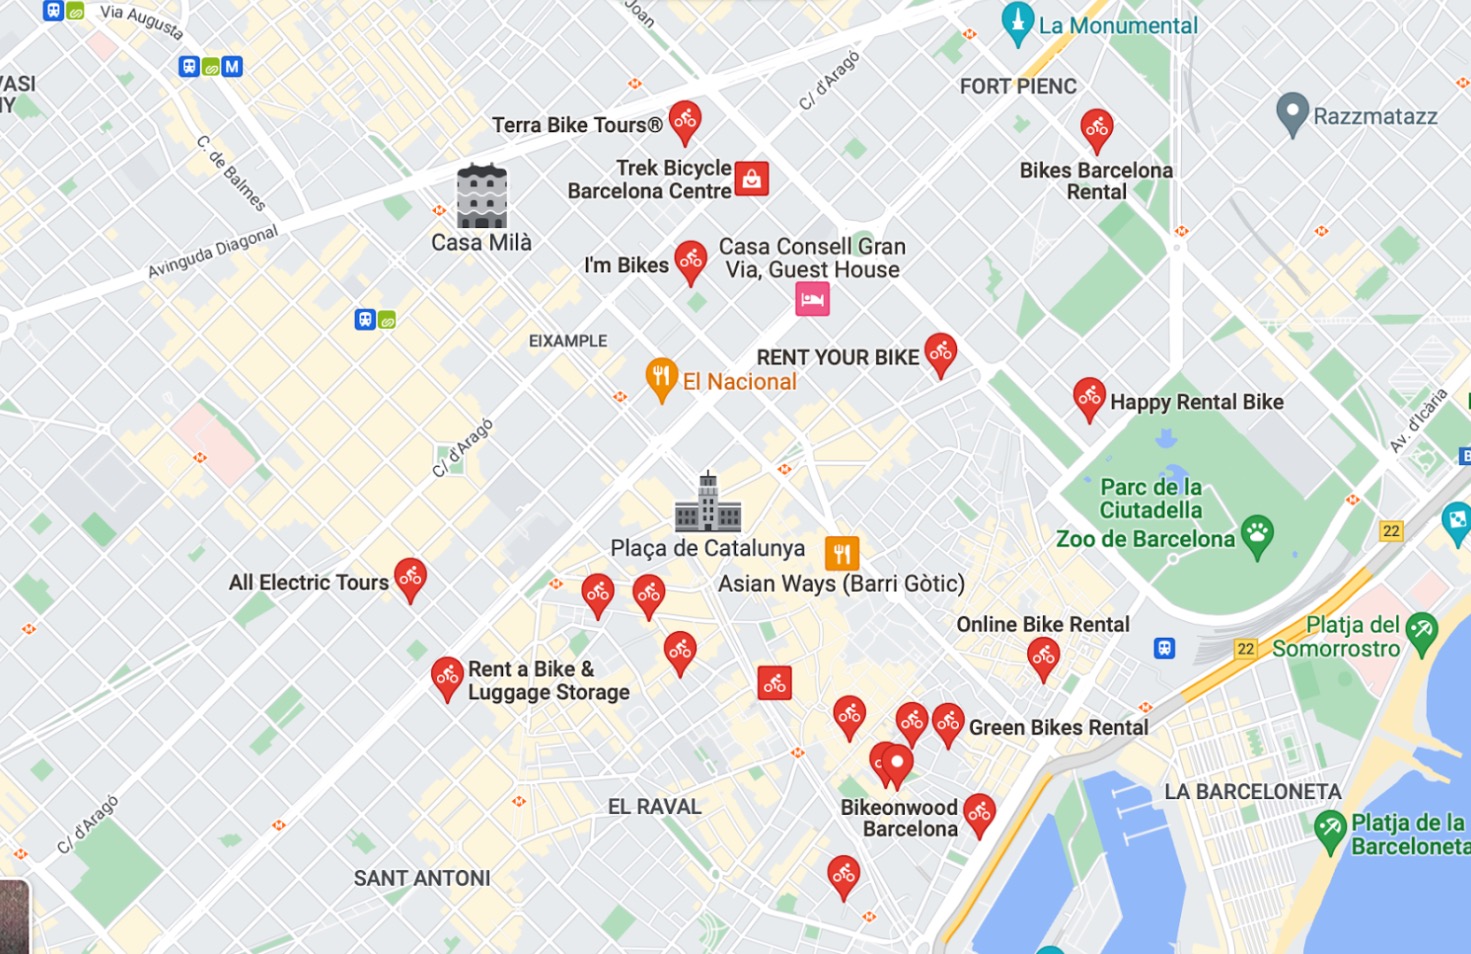 Via Augusta
Joan
La Monumental
M
VASI
NY
C/ d'Aragó
FORT PIENC
Razzmatazz
Terra Bike Tours®
C. de Balmes
Trek Bicycle
Barcelona Centre
Bikes Barcelona
Rental
Casa Milà
Avinguda Diagonal
I'm Bikes
Casa Consell Gran
Via, Guest House
EIXAMPLE
RENT YOUR BIKE
El Nacional
Happy Rental Bike
Av. d'Icària
C/ d'Aragó
B
Parc de la
Ciutadella
Zoo de Barcelona
22
Plaça de Catalunya
Asian Ways (Barri Gòtic)
All Electric Tours
Online Bike Rental
Platja del
Somorrostro
22
Rent a Bike &
Luggage Storage
Green Bikes Rental
LA BARCELONETA
EL RAVAL
Bikeonwood
Barcelona
C/ d'Aragó
Platja de la
Barceloneta
SANT ANTONI